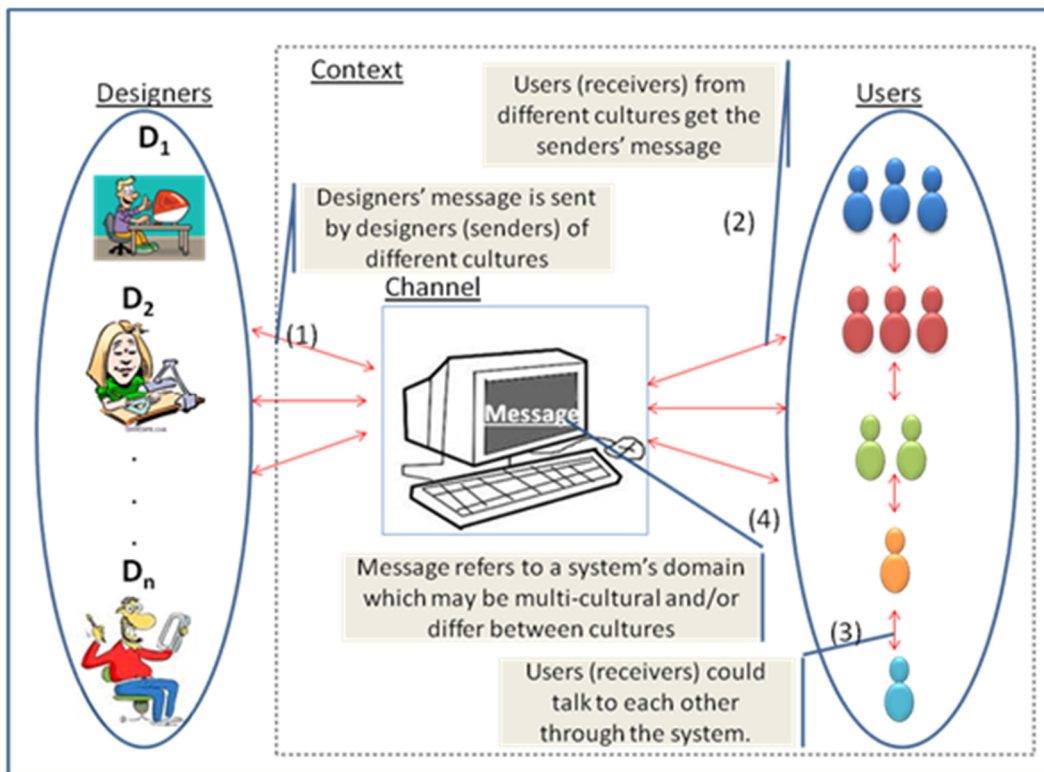 Context
Designers
D1
Users (receivers) from
different cultures get the
senders' message
Users
Designers' message is sent
by designers (senders) of
different cultures
(2)
Channel
D2
(1)
Message
.
.
.
(4)
Dn
Message refers to a system's domain
which may be multi-cultural and/or
differ between cultures
(3)
Users (receivers) could
talk to each other
through the system.